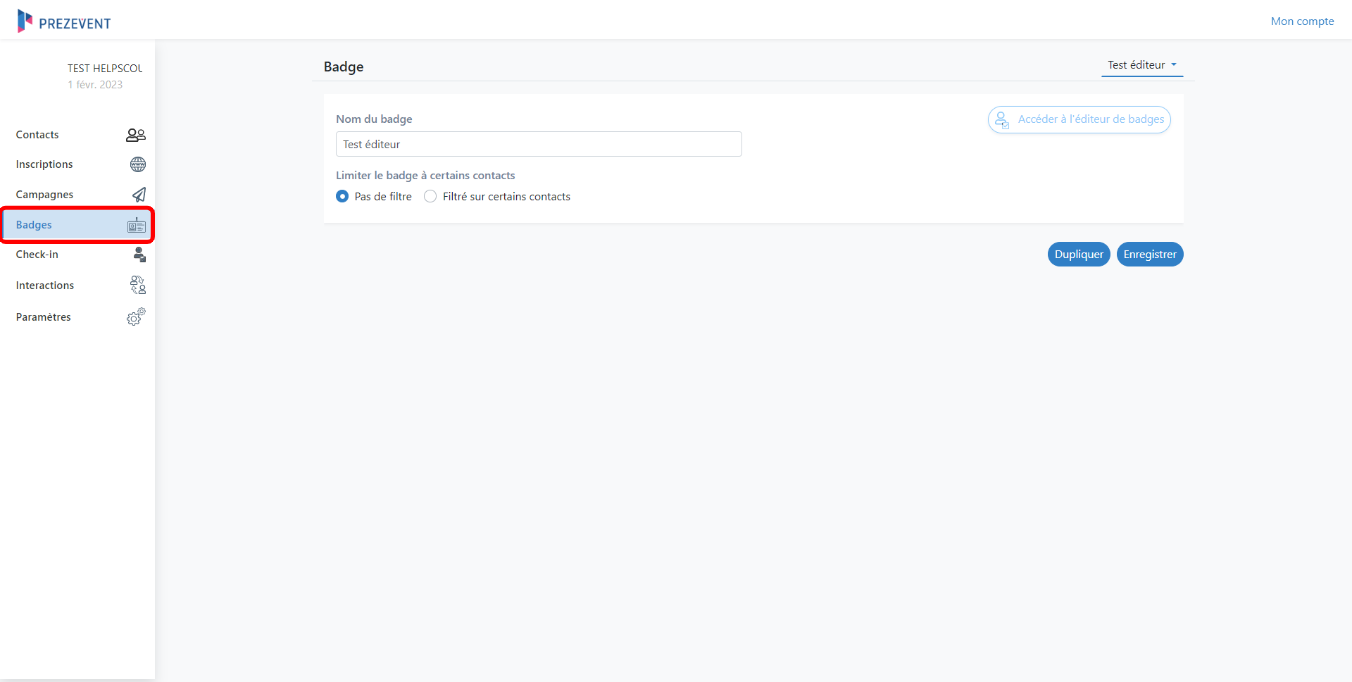 PREZEVENT
Mon compte
TEST HELPSCOU
1 févr. 2023
Contacts
Inscriptions
Campagnes
Badges
Check-in
Interactions
Paramètres
Badge
Test éditeur
Nom du badge
Accéder à l'éditeur de badges
Test éditeur
Limiter le badge à certains contacts
Pas de filtre Filtré sur certains contacts
Dupliquer Enregistrer